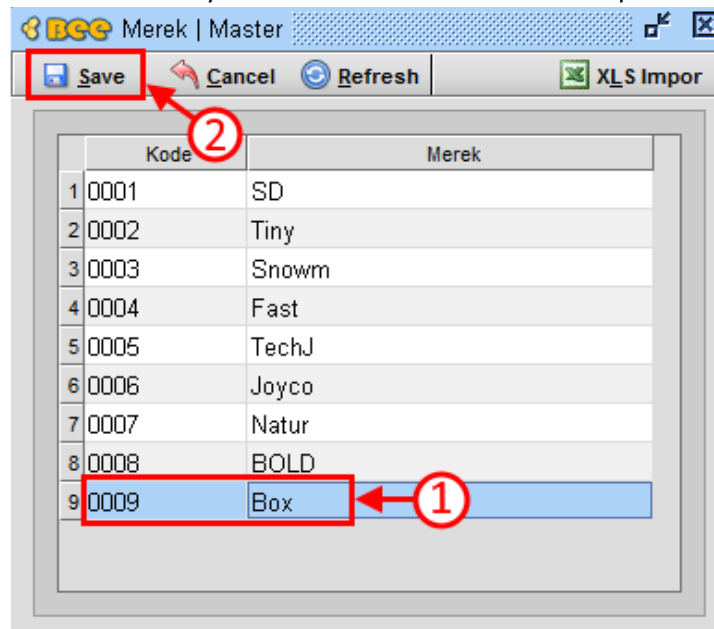 Bee Merek | Master
Save Cancel Refresh XLS Impor
2
Kode Merek
1 0001 SD
2 0002 Tiny
3 0003 Snowm
4 0004 Fast
5 0005 TechJ
6 0006 Joyco
7 0007 Natur
8 0008 BOLD
9 0009 Box 1